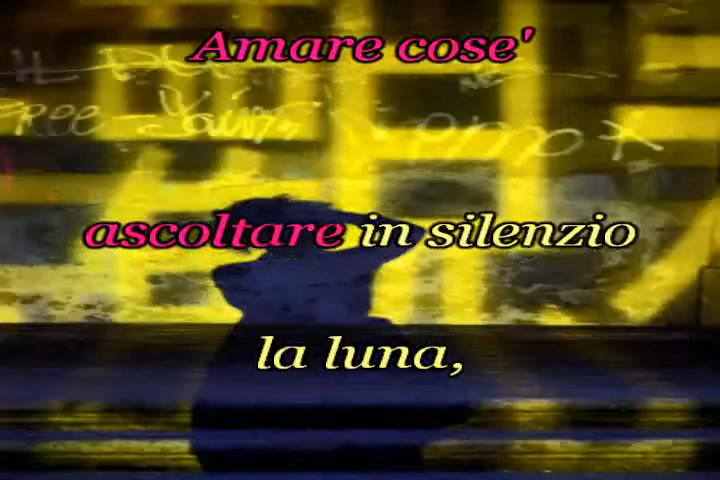 Amare cose'
ascoltare in silenzio
la luna,